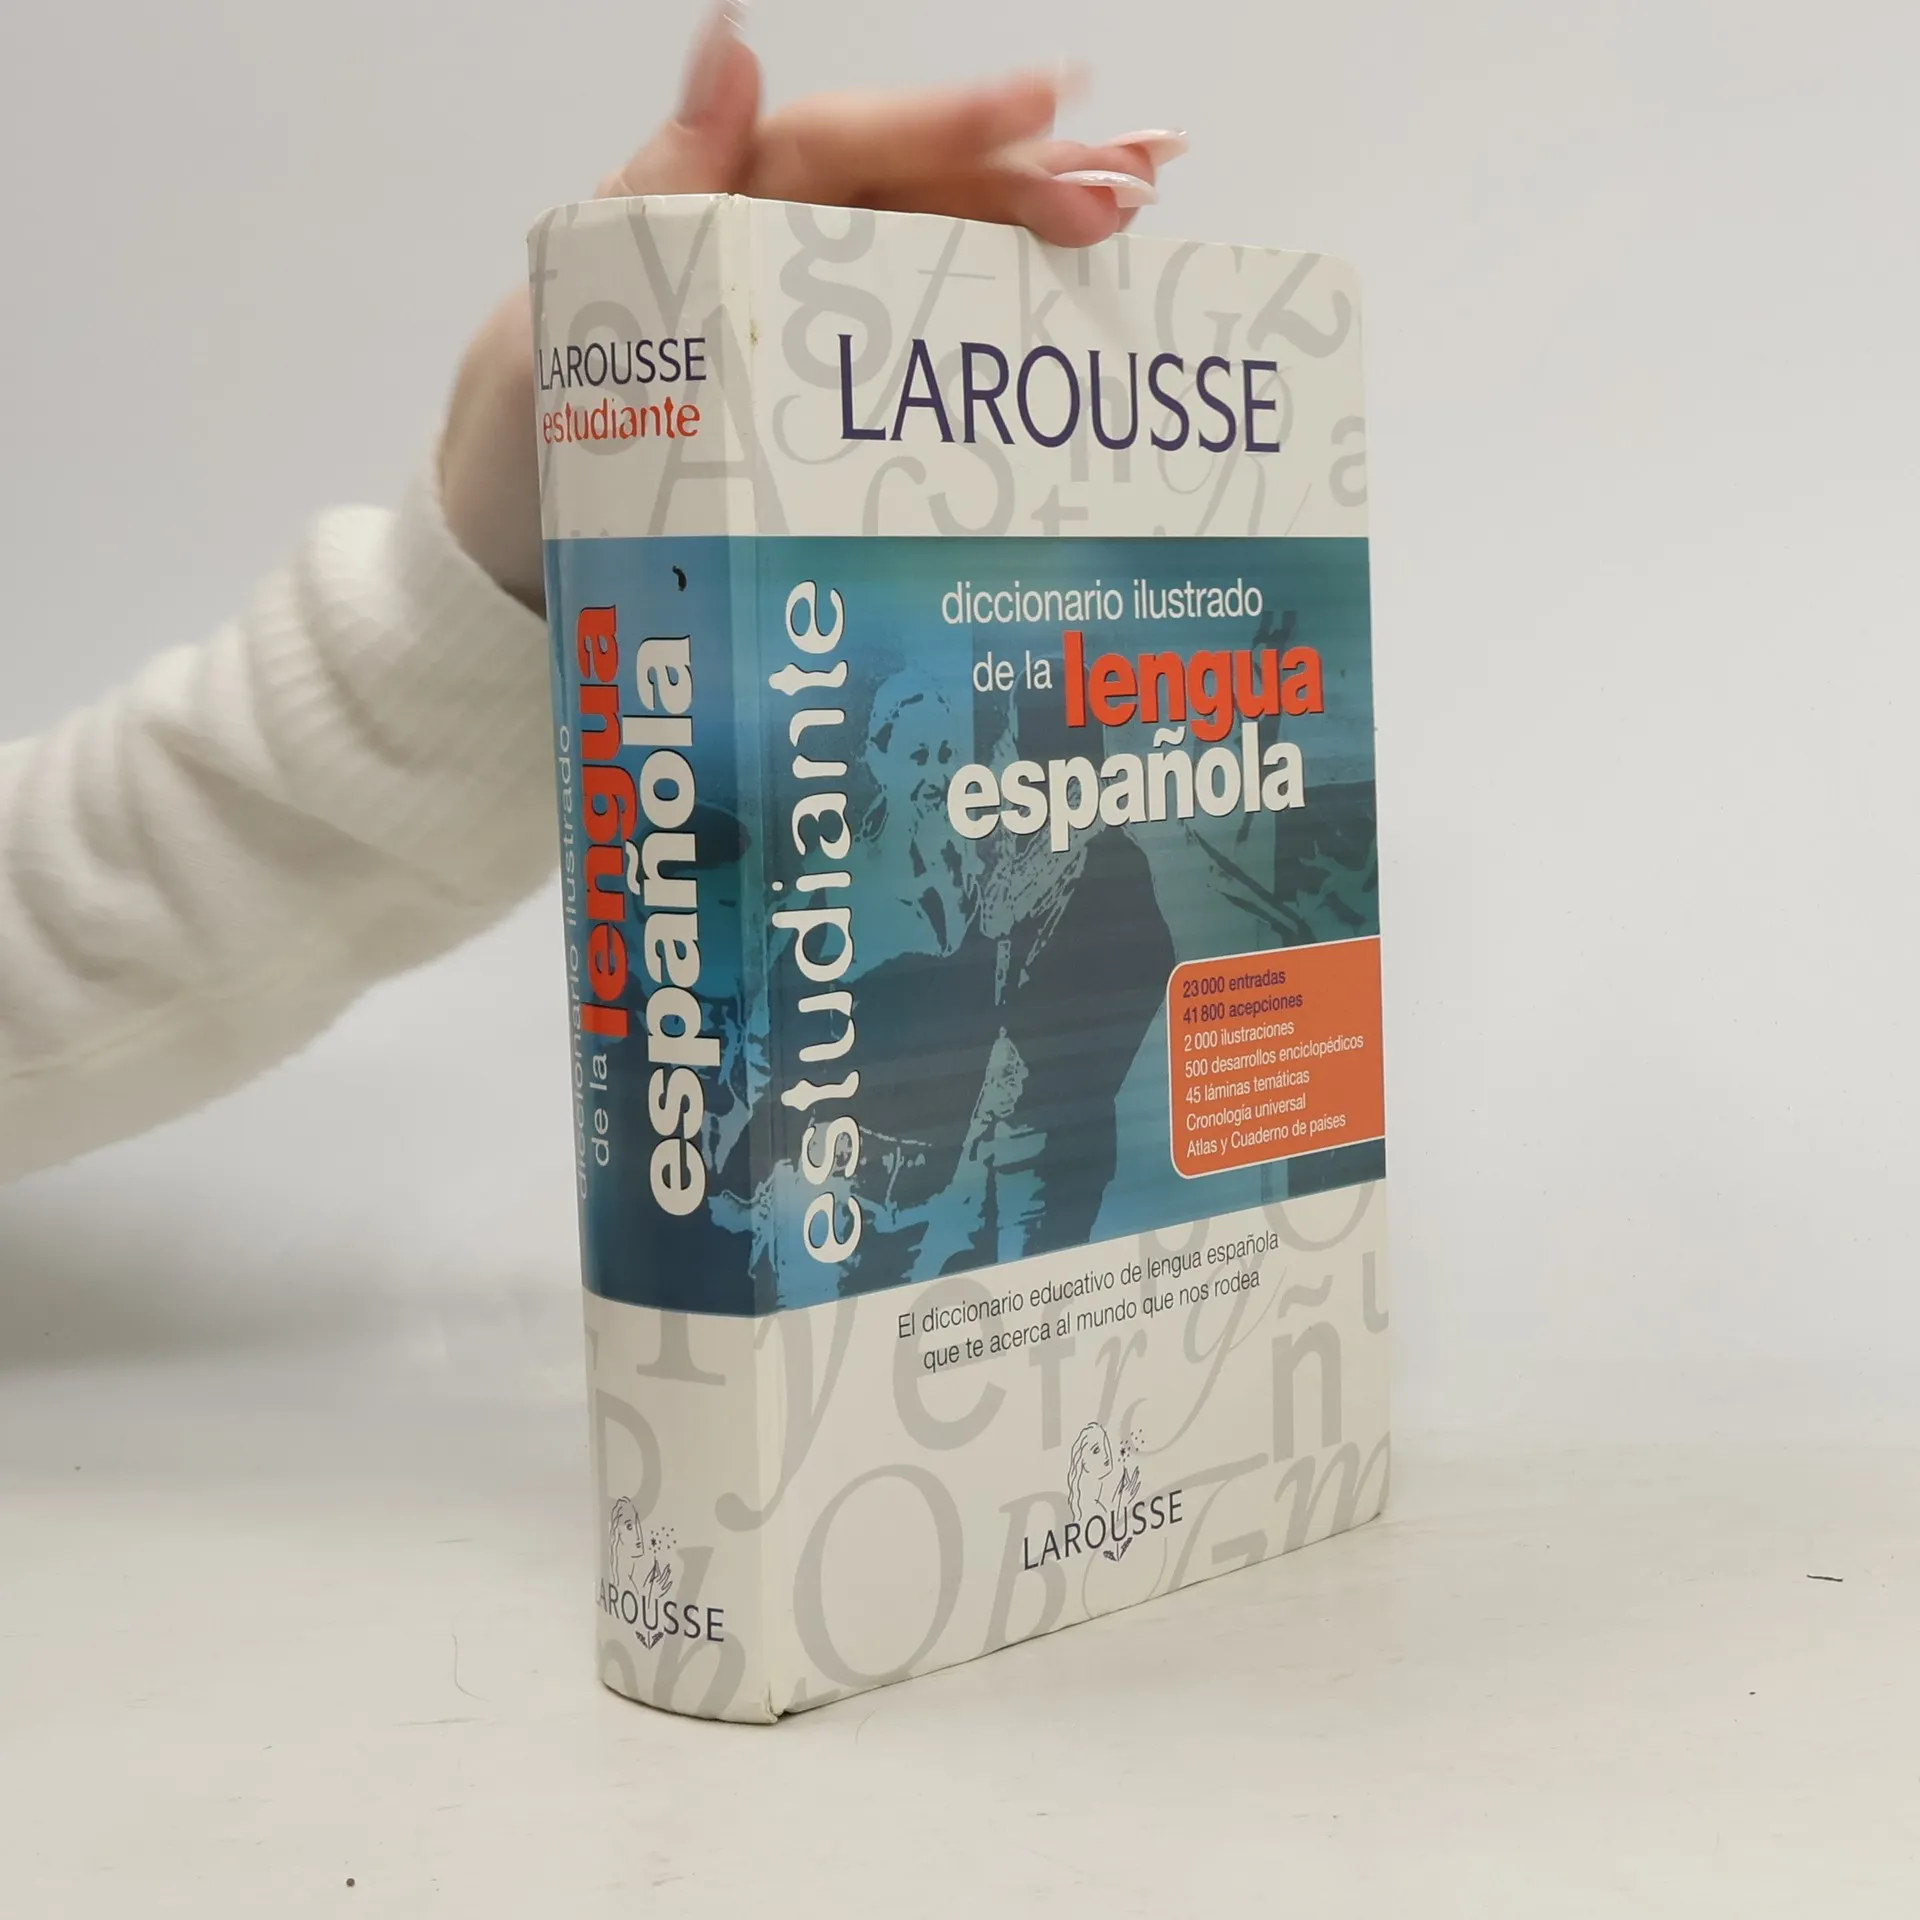 LAROUSSE
estudiante
diccionario ilustrado
de la lengua
española
LAROUSSE
LAROUSSE
estudiante
diccionario ilustrado
de la lengua
española
23 000 entradas
41 800 acepciones
2 000 ilustraciones
500 desarrollos enciclopédicos
45 láminas temáticas
Cronología universal
Atlas y Cuaderno de países
El diccionario educativo de lengua española
que te acerca al mundo que nos rodea
LAROUSSE